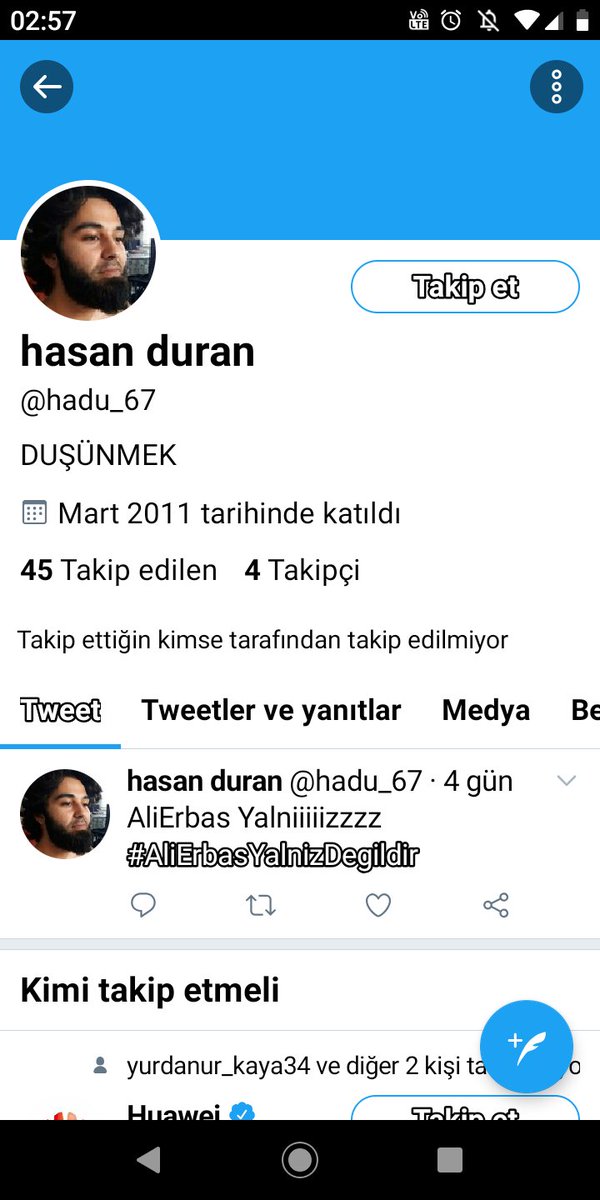 02:57
Vo LTE
Takip et
hasan duran
@hadu_67
DUŞÜNMEK
Mart 2011 tarihinde katıldı
45 Takip edilen 4 Takipçi
Takip ettiğin kimse tarafından takip edilmiyor
Tweet Tweetler ve yanıtlar Medya Be
hasan duran @hadu_67 · 4 gün
AliErbas Yalniiiiizzzz
#AliErbasYalnizDegildir
Kimi takip etmeli
yurdanur_kaya34 ve diğer 2 kişi ta
Huawei
Takip et